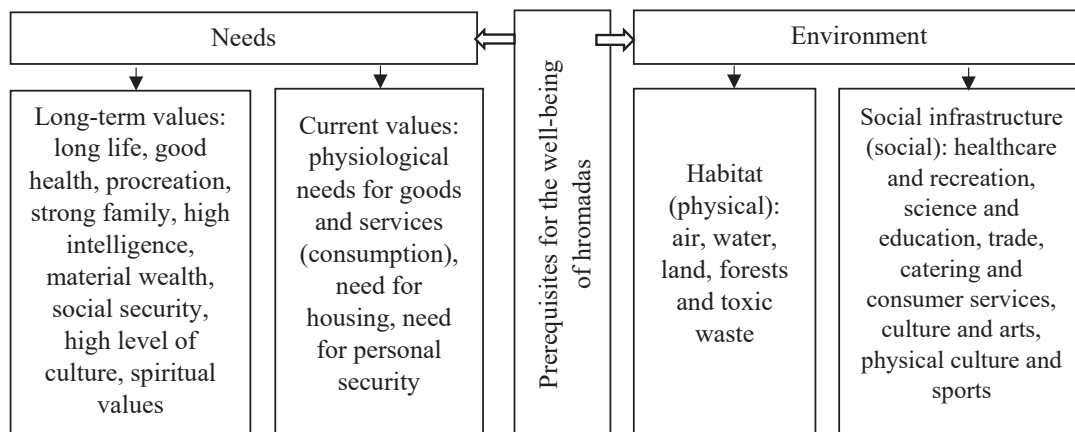 Needs
Long-term values:
long life, good
health, procreation,
strong family, high
intelligence,
material wealth,
social security,
high level of
culture, spiritual
values
Current values:
physiological
needs for goods
and services
(consumption),
need for
housing, need
for personal
security
Prerequisites for the well-being
of hromadas
Environment
Habitat
(physical):
air, water,
land, forests
and toxic
waste
Social infrastructure
(social): healthcare
and recreation,
science and
education, trade,
catering and
consumer services,
culture and arts,
physical culture and
sports